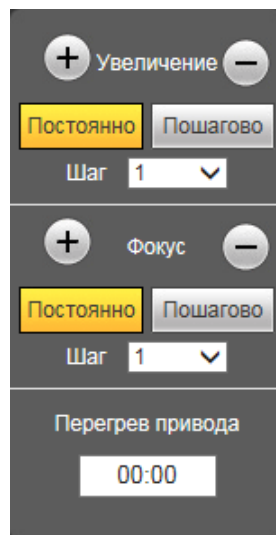 + Увеличение −
Постоянно Пошагово
Шаг 1
+ Фокус −
Постоянно Пошагово
Шаг 1
Перегрев привода
00:00